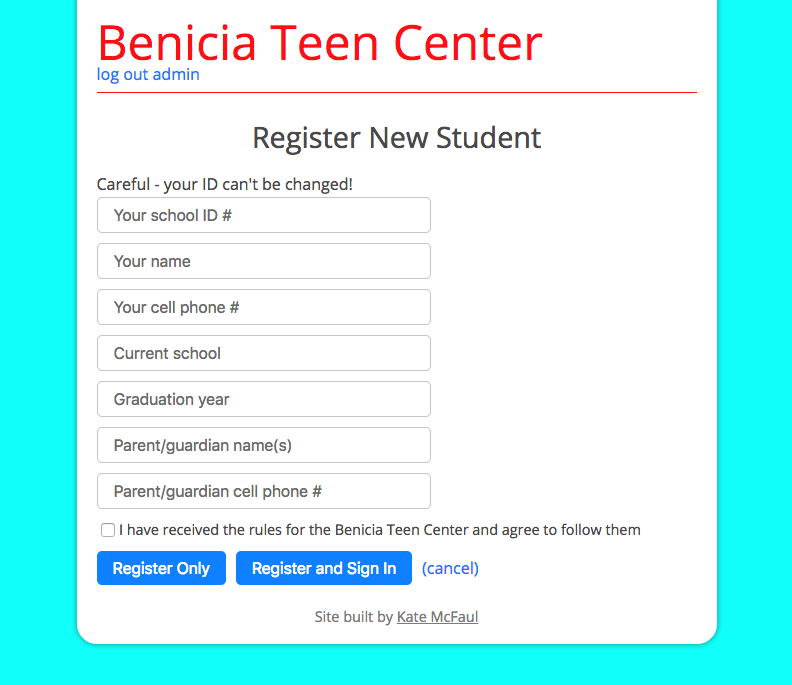 Benicia Teen Center
log out admin
Register New Student
Careful - your ID can't be changed!
Your school ID #
Your name
Your cell phone #
Current school
Graduation year
Parent/guardian name(s)
Parent/guardian cell phone #
I have received the rules for the Benicia Teen Center and agree to follow them
Register Only Register and Sign In (cancel)
Site built by Kate McFaul